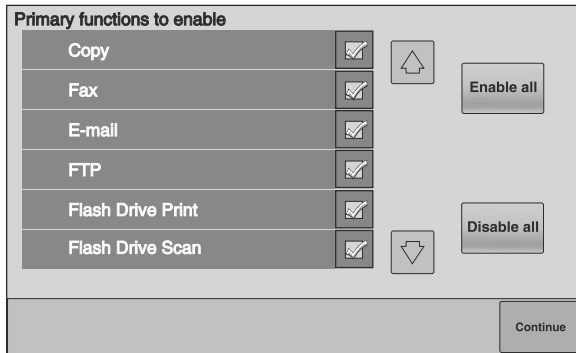 Primary functions to enable
Copy
Fax
E-mail
FTP
Flash Drive Print
Flash Drive Scan
Enable all
Disable all
Continue